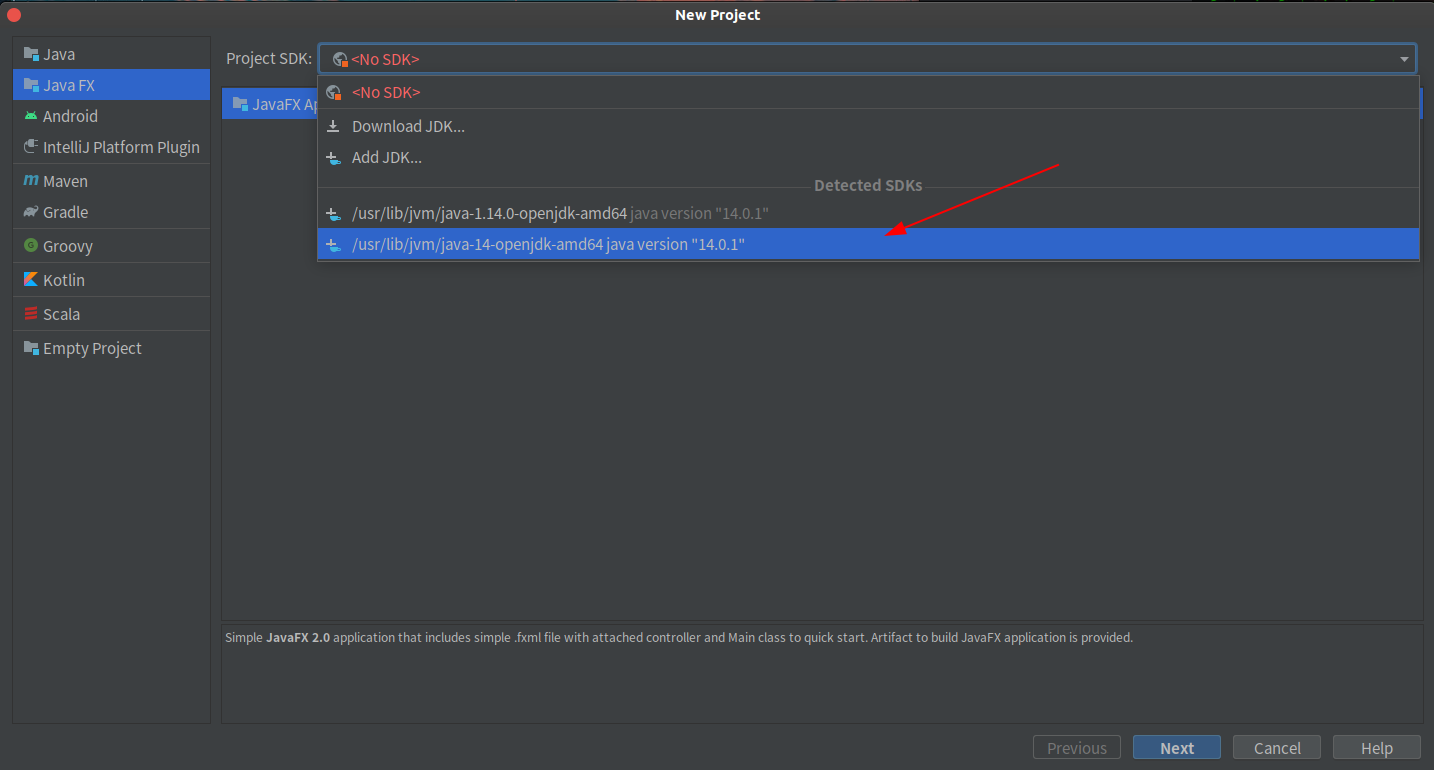 New Project
Java
Java FX
Android
IntelliJ Platform Plugin
Maven
Gradle
Groovy
Kotlin
Scala
Empty Project
Project SDK: <No SDK>
JavaFX Ap
<No SDK>
Download JDK...
Add JDK...
Detected SDKs
/usr/lib/jvm/java-1.14.0-openjdk-amd64 java version "14.0.1"
/usr/lib/jvm/java-14-openjdk-amd64 java version "14.0.1"
Simple JavaFX 2.0 application that includes simple .fxml file with attached controller and Main class to quick start. Artifact to build JavaFX application is provided.
Previous Next Cancel Help